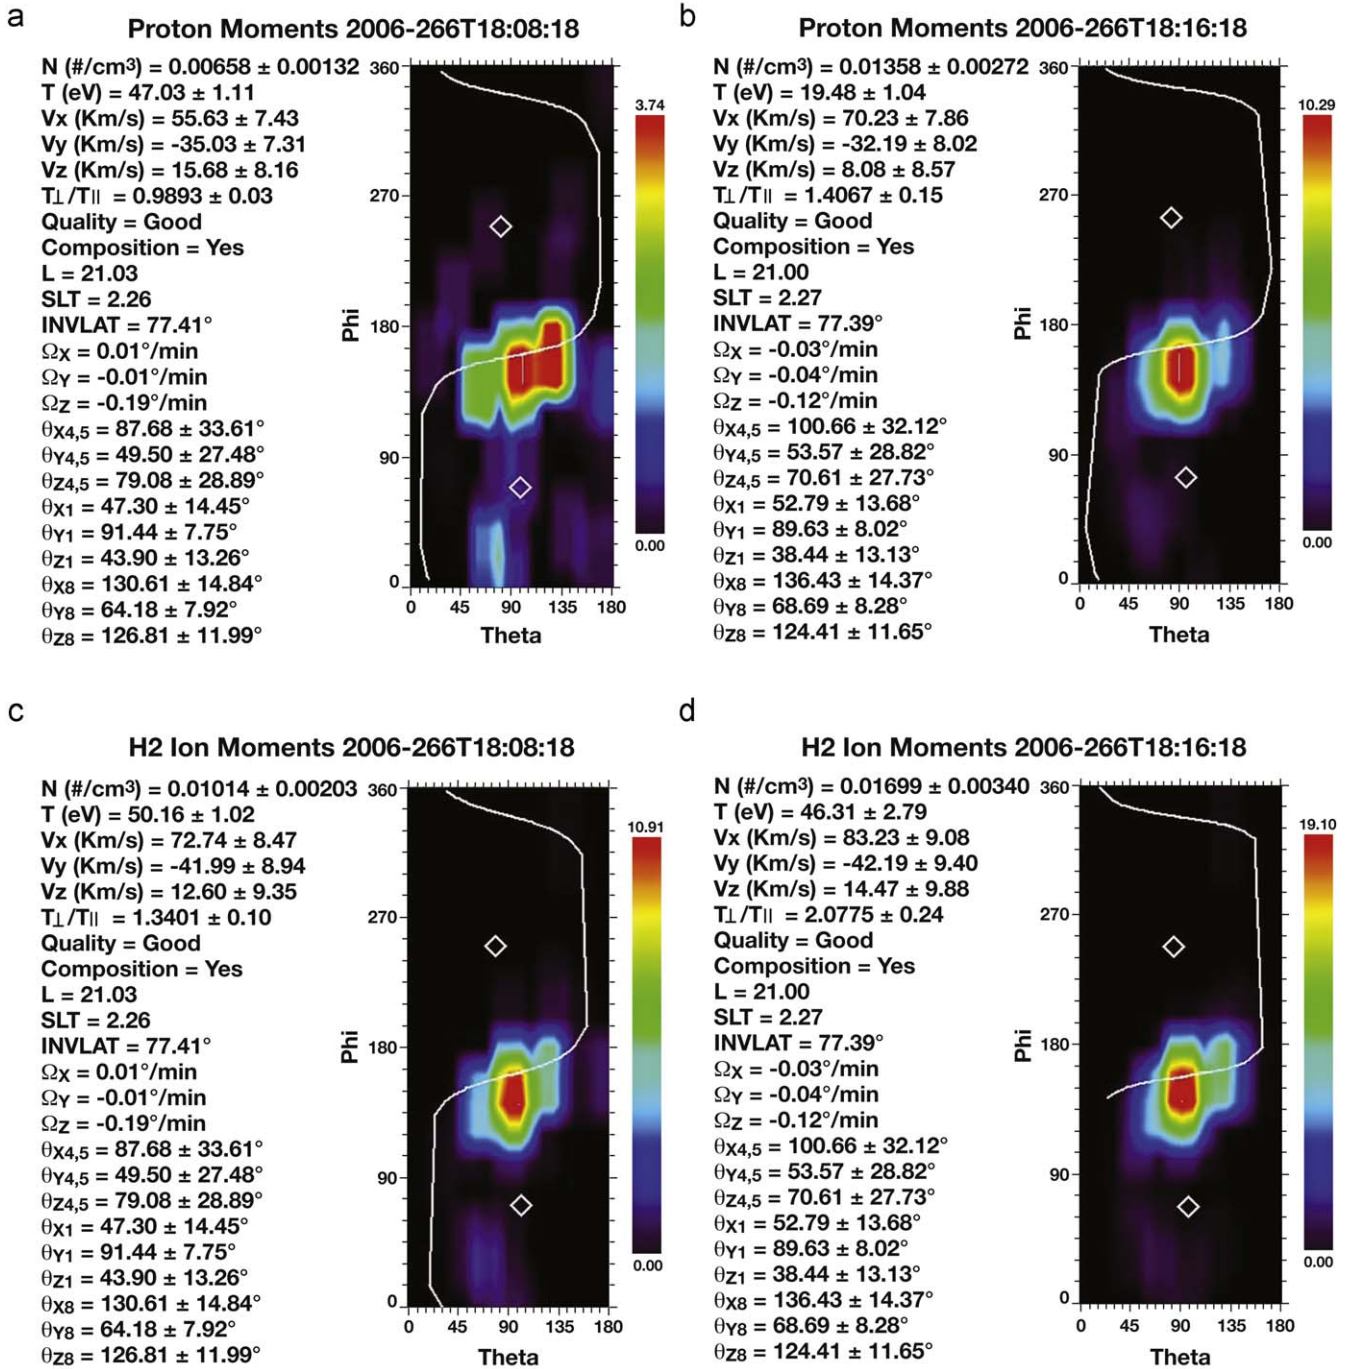 a
Proton Moments 2006-266T18:08:18
N (#/cm3) = 0.00658 ± 0.00132
T (eV) = 47.03 ± 1.11
Vx (Km/s) = 55.63 ± 7.43
Vy (Km/s) = -35.03 ± 7.31
Vz (Km/s) = 15.68 ± 8.16
T⊥/T|| = 0.9893 ± 0.03
Quality = Good
Composition = Yes
L = 21.03
SLT = 2.26
INVLAT = 77.41°
ΩX = 0.01°/min
ΩY = -0.01°/min
ΩZ = -0.19°/min
θX4,5 = 87.68 ± 33.61°
θY4,5 = 49.50 ± 27.48°
θZ4,5 = 79.08 ± 28.89°
θX1 = 47.30 ± 14.45°
θY1 = 91.44 ± 7.75°
θZ1 = 43.90 ± 13.26°
θX8 = 130.61 ± 14.84°
θY8 = 64.18 ± 7.92°
θZ8 = 126.81 ± 11.99°
360
270
180
90
0
Phi
0 45 90 135 180
Theta
3.74
0.00
b
Proton Moments 2006-266T18:16:18
N (#/cm3) = 0.01358 ± 0.00272
T (eV) = 19.48 ± 1.04
Vx (Km/s) = 70.23 ± 7.86
Vy (Km/s) = -32.19 ± 8.02
Vz (Km/s) = 8.08 ± 8.57
T⊥/T|| = 1.4067 ± 0.15
Quality = Good
Composition = Yes
L = 21.00
SLT = 2.27
INVLAT = 77.39°
ΩX = -0.03°/min
ΩY = -0.04°/min
ΩZ = -0.12°/min
θX4,5 = 100.66 ± 32.12°
θY4,5 = 53.57 ± 28.82°
θZ4,5 = 70.61 ± 27.73°
θX1 = 52.79 ± 13.68°
θY1 = 89.63 ± 8.02°
θZ1 = 38.44 ± 13.13°
θX8 = 136.43 ± 14.37°
θY8 = 68.69 ± 8.28°
θZ8 = 124.41 ± 11.65°
360
270
180
90
0
Phi
0 45 90 135 180
Theta
10.29
0.00
c
H2 Ion Moments 2006-266T18:08:18
N (#/cm3) = 0.01014 ± 0.00203
T (eV) = 50.16 ± 1.02
Vx (Km/s) = 72.74 ± 8.47
Vy (Km/s) = -41.99 ± 8.94
Vz (Km/s) = 12.60 ± 9.35
T⊥/T|| = 1.3401 ± 0.10
Quality = Good
Composition = Yes
L = 21.03
SLT = 2.26
INVLAT = 77.41°
ΩX = 0.01°/min
ΩY = -0.01°/min
ΩZ = -0.19°/min
θX4,5 = 87.68 ± 33.61°
θY4,5 = 49.50 ± 27.48°
θZ4,5 = 79.08 ± 28.89°
θX1 = 47.30 ± 14.45°
θY1 = 91.44 ± 7.75°
θZ1 = 43.90 ± 13.26°
θX8 = 130.61 ± 14.84°
θY8 = 64.18 ± 7.92°
θZ8 = 126.81 ± 11.99°
360
270
180
90
0
Phi
0 45 90 135 180
Theta
10.91
0.00
d
H2 Ion Moments 2006-266T18:16:18
N (#/cm3) = 0.01699 ± 0.00340
T (eV) = 46.31 ± 2.79
Vx (Km/s) = 83.23 ± 9.08
Vy (Km/s) = -42.19 ± 9.40
Vz (Km/s) = 14.47 ± 9.88
T⊥/T|| = 2.0775 ± 0.24
Quality = Good
Composition = Yes
L = 21.00
SLT = 2.27
INVLAT = 77.39°
ΩX = -0.03°/min
ΩY = -0.04°/min
ΩZ = -0.12°/min
θX4,5 = 100.66 ± 32.12°
θY4,5 = 53.57 ± 28.82°
θZ4,5 = 70.61 ± 27.73°
θX1 = 52.79 ± 13.68°
θY1 = 89.63 ± 8.02°
θZ1 = 38.44 ± 13.13°
θX8 = 136.43 ± 14.37°
θY8 = 68.69 ± 8.28°
θZ8 = 124.41 ± 11.65°
360
270
180
90
0
Phi
0 45 90 135 180
Theta
19.10
0.00